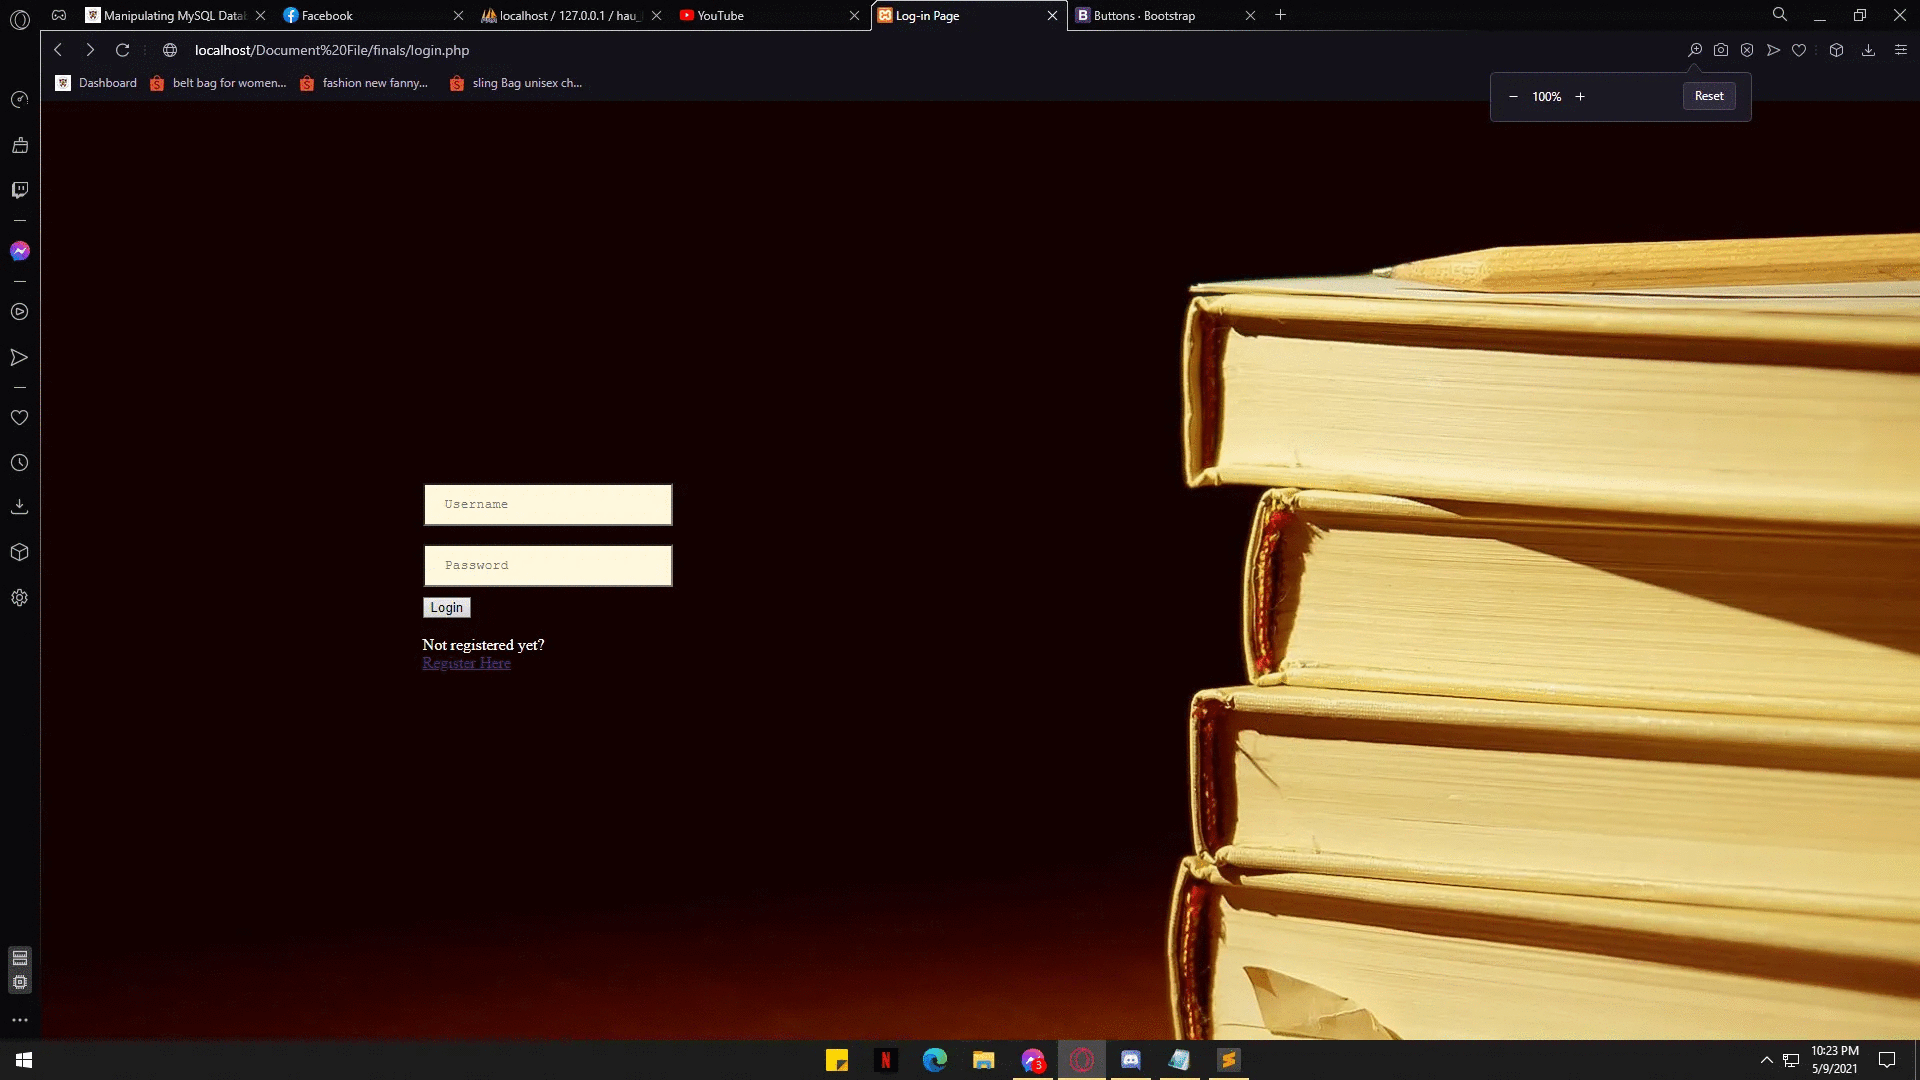 Manipulating MySQL Datab
Facebook
localhost / 127.0.0.1 / hau_
YouTube
Log-in Page
Buttons · Bootstrap
localhost/Document%20File/finals/login.php
Dashboard
belt bag for women...
fashion new fanny...
sling Bag unisex ch...
100%
Reset
Username
Password
Login
Not registered yet?
Register Here
3
10:23 PM
5/9/2021